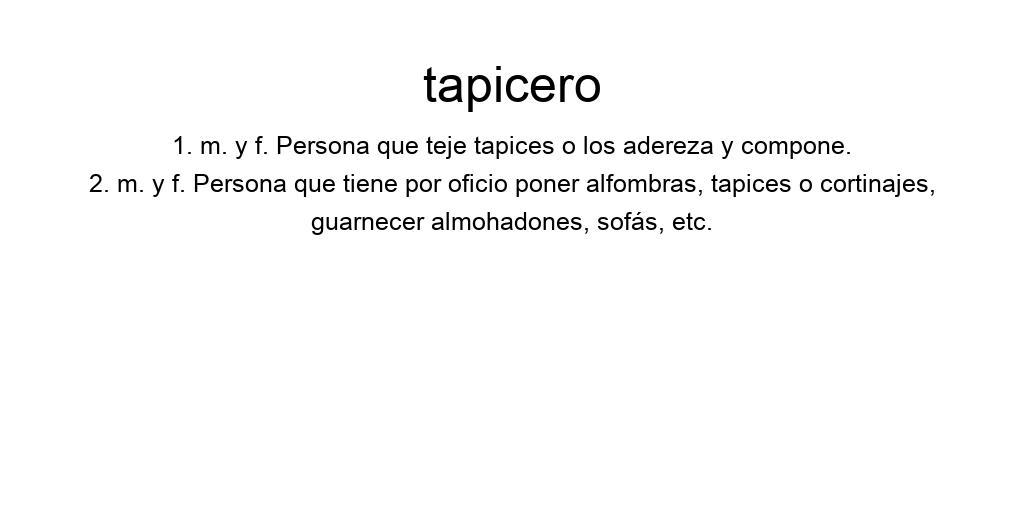 tapicero
1. m. y f. Persona que teje tapices o los adereza y compone.
2. m. y f. Persona que tiene por oficio poner alfombras, tapices o cortinajes,
guarnecer almohadones, sofás, etc.